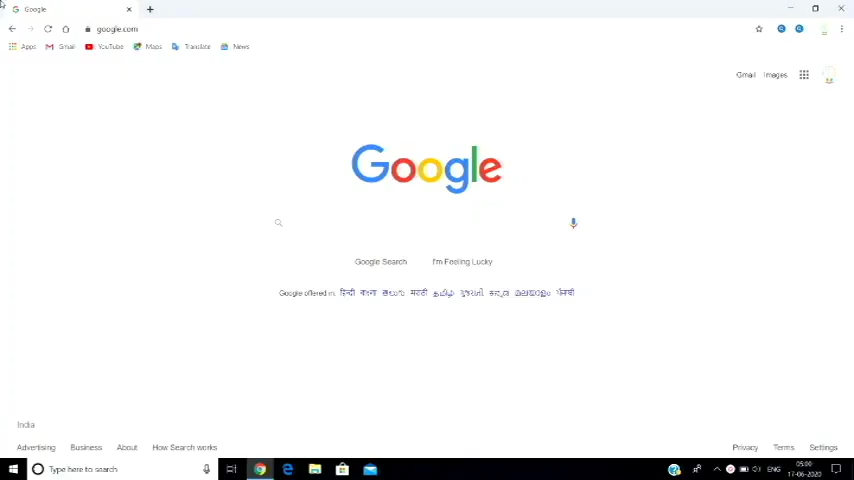 Google
google.com
Apps Gmail YouTube Maps Translate News
Gmail Images
Google
Google Search I'm Feeling Lucky
Google offered in: हिन्दी বাংলা తెలుగు मराठी தமிழ் ગુજરાતી ಕನ್ನಡ മലയാളം ਪੰਜਾਬੀ
India
Advertising Business About How Search works Privacy Terms Settings
Type here to search
ENG
05:00
17-06-2020